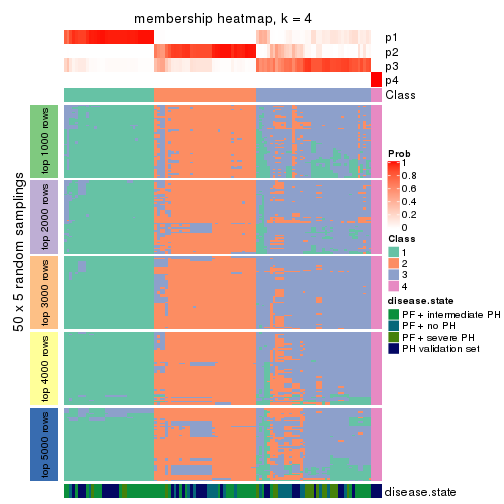 membership heatmap, k = 4
p1
p2
p3
p4
Class
50 x 5 random samplings
top 1000 rows
top 2000 rows
top 3000 rows
top 4000 rows
top 5000 rows
Prob
1
0.8
0.6
0.4
0.2
0
Class
1
2
3
4
disease.state
PF + intermediate PH
PF + no PH
PF + severe PH
PH validation set
disease.state